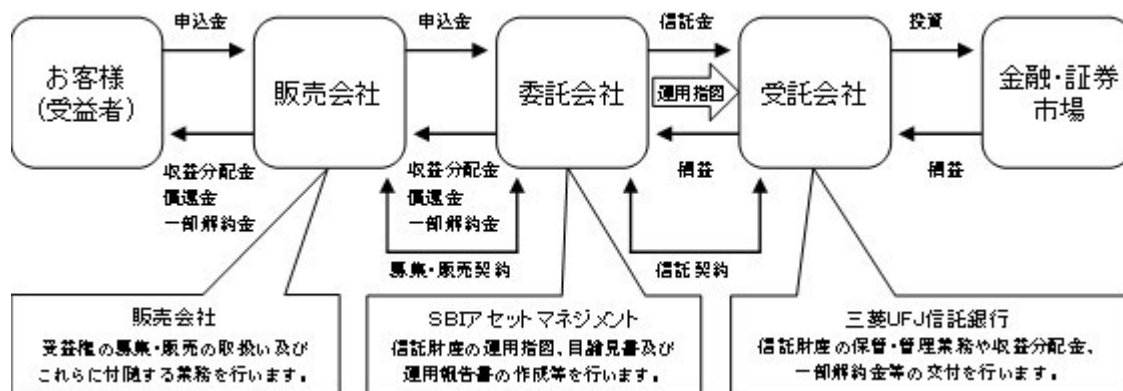 申込金
申込金
信託金
投資
お客様
(受益者)
販売会社
委託会社
運用指図
受託会社
金融・証券
市場
収益分配金
償還金
一部解約金
収益分配金
償還金
一部解約金
損益
損益
募集・販売契約
信託契約
販売会社
受益権の募集・販売の取扱い及び
これらに付随する業務を行います。
SBIアセットマネジメント
信託財産の運用指図、目論見書及び
運用報告書の作成等を行います。
三菱UFJ信託銀行
信託財産の保管・管理業務や収益分配金、
一部解約金等の交付を行います。